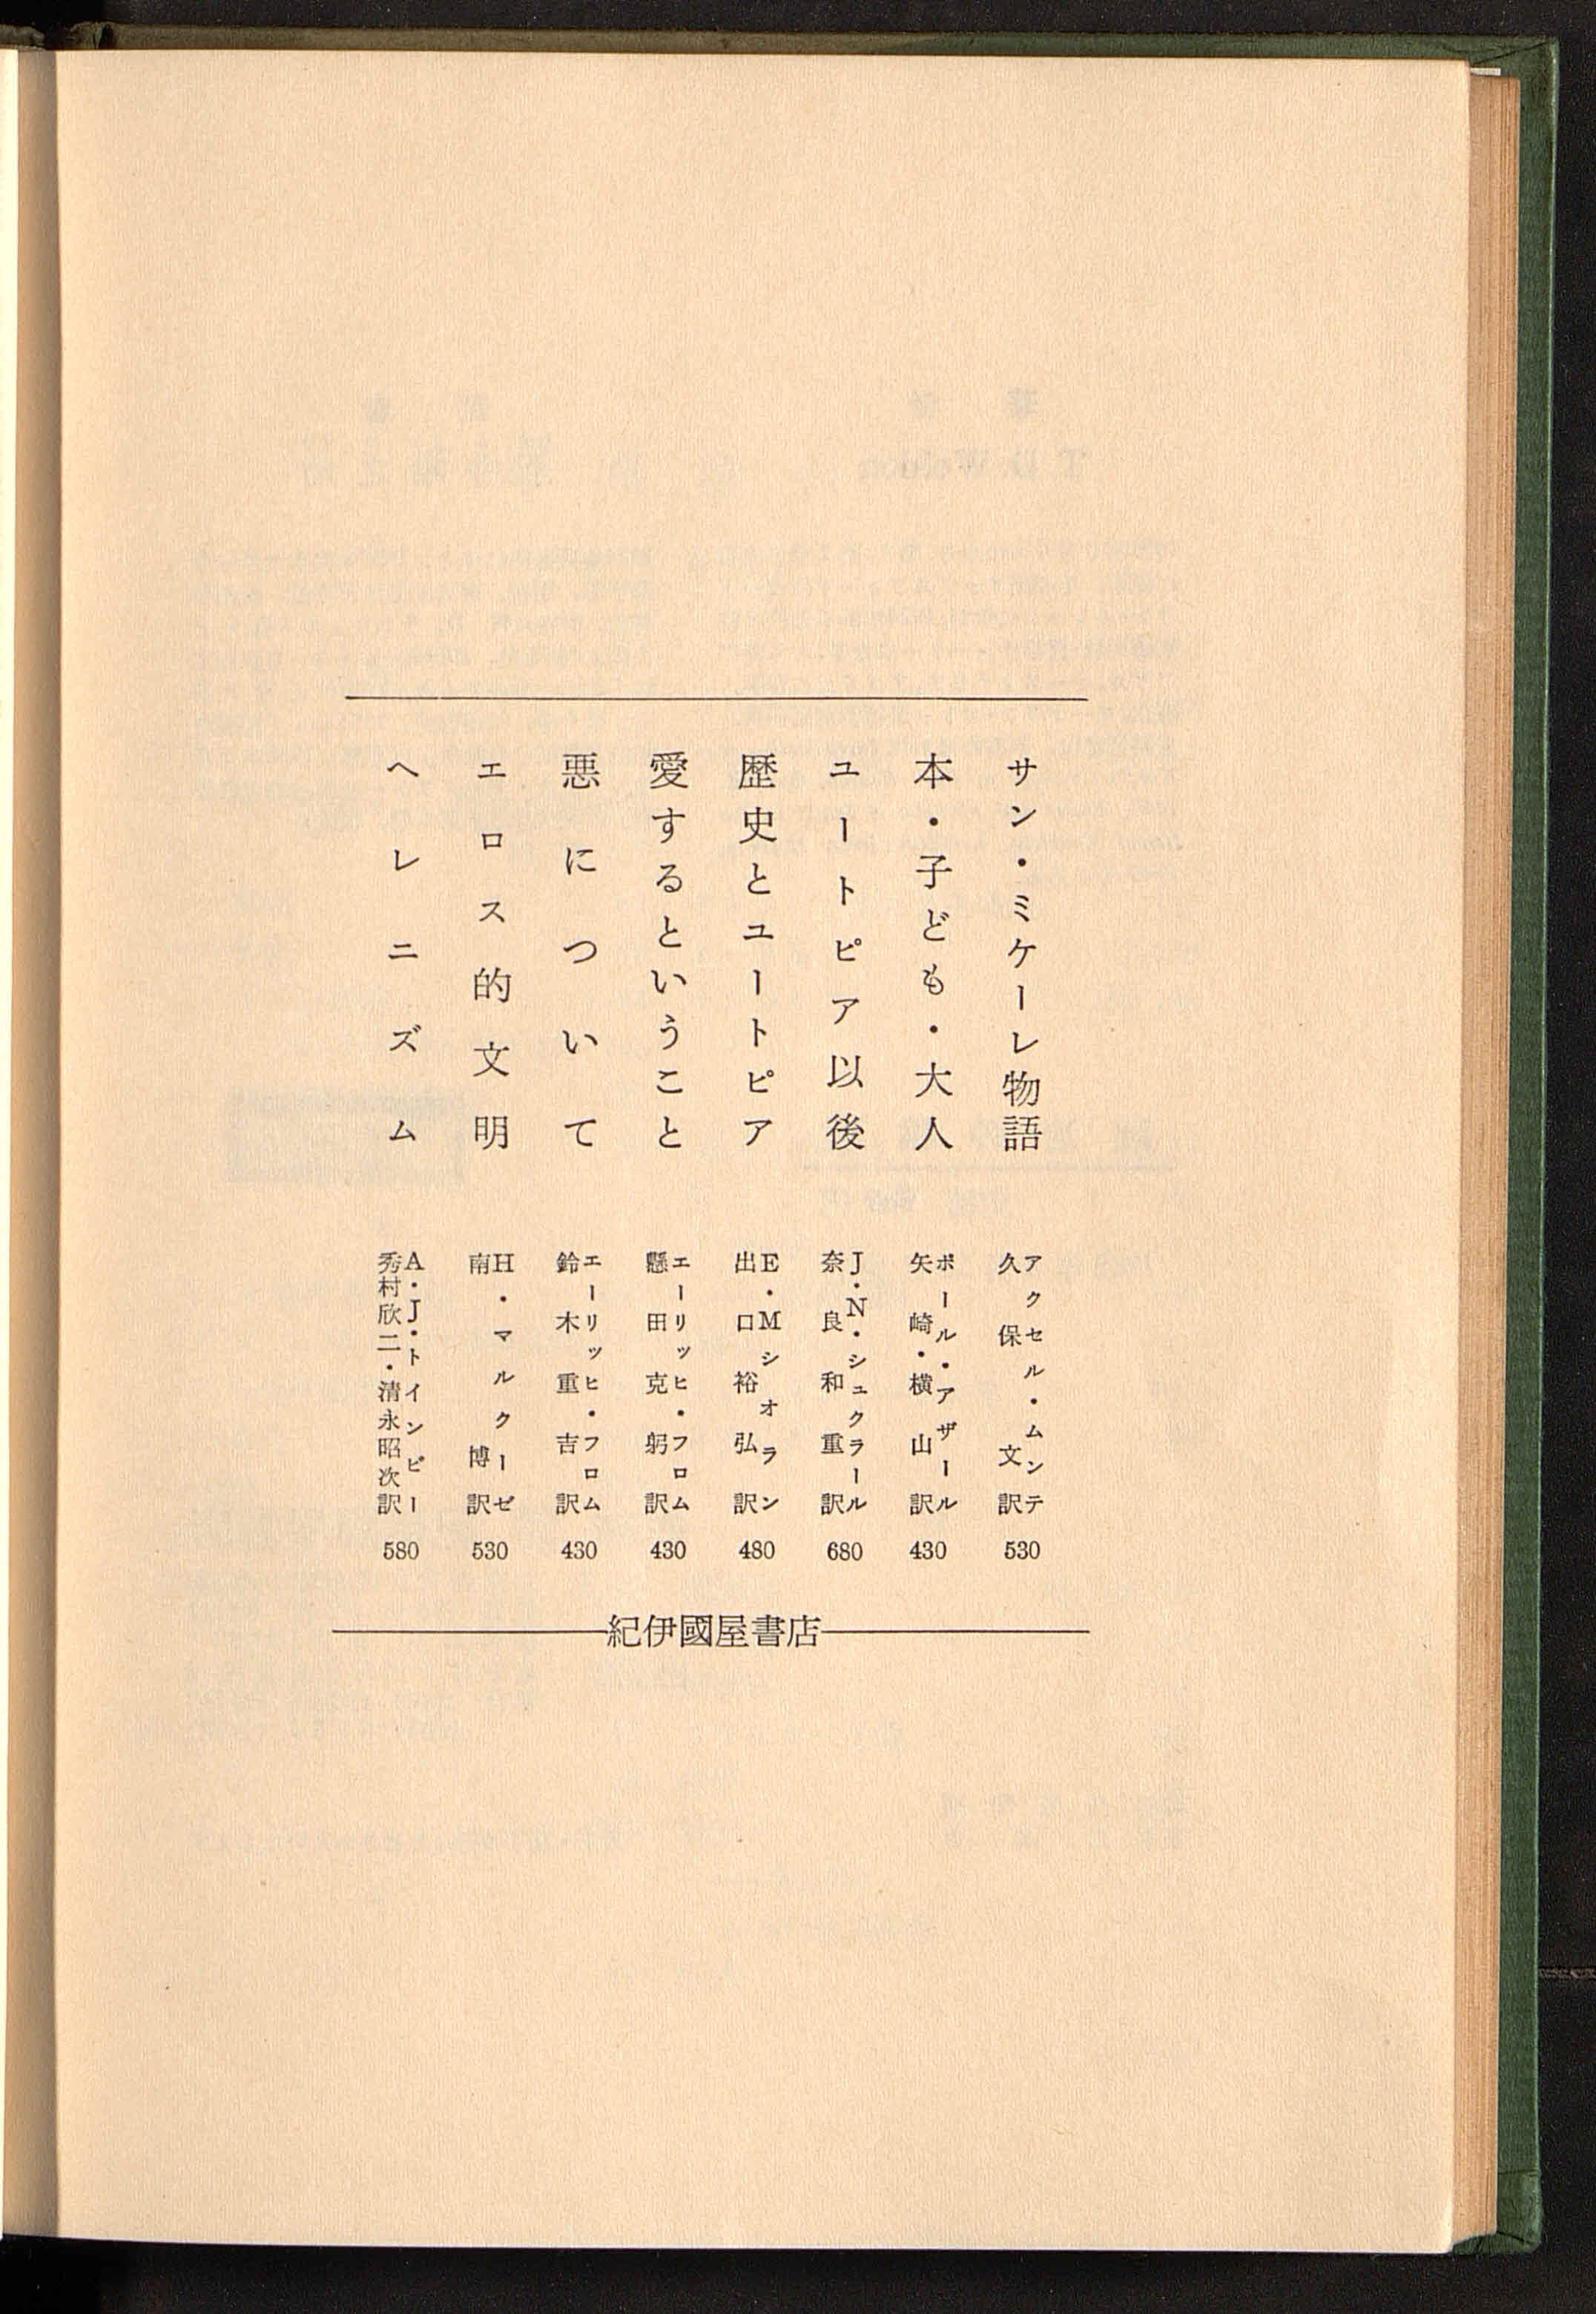 サン・ミケーレ物語
アクセル・ムンテ
久保文訳
530
本・子ども・大人
ポール・アザール
矢崎・横山訳
430
ユートピア以後
J・N・シュクラール
奈良和重訳
680
歴史とユートピア
E・Mシオラン
出口裕弘訳
480
愛するということ
エーリッヒ・フロム
懸田克躬訳
430
悪について
エーリッヒ・フロム
鈴木重吉訳
430
エロス的文明
H・マルクーゼ
南博訳
530
ヘレニズム
A・J・トインビー
秀村欣二・清永昭次訳
580
紀伊國屋書店